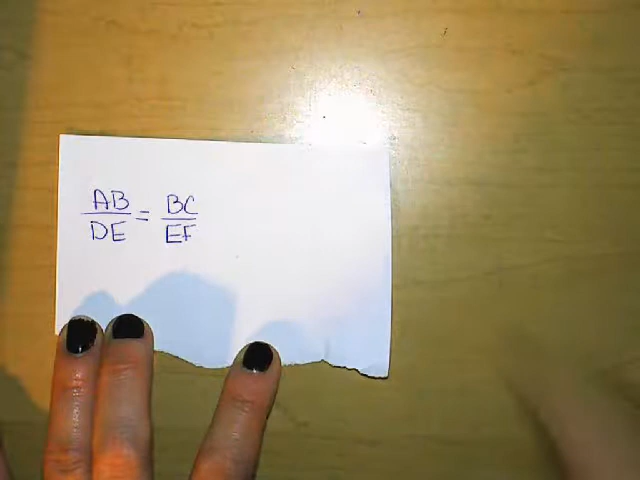 AB/DE = BC/EF